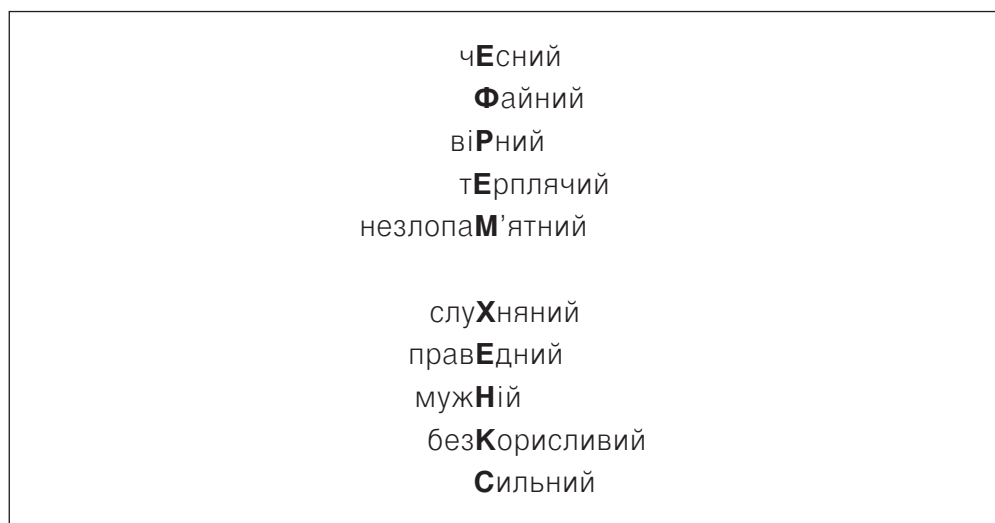 чЕсний
Файний
віРний
тЕрплячий
незлопаМ’ятний
слуХняний
правЕдний
мужНій
безКорисливий
Сильний